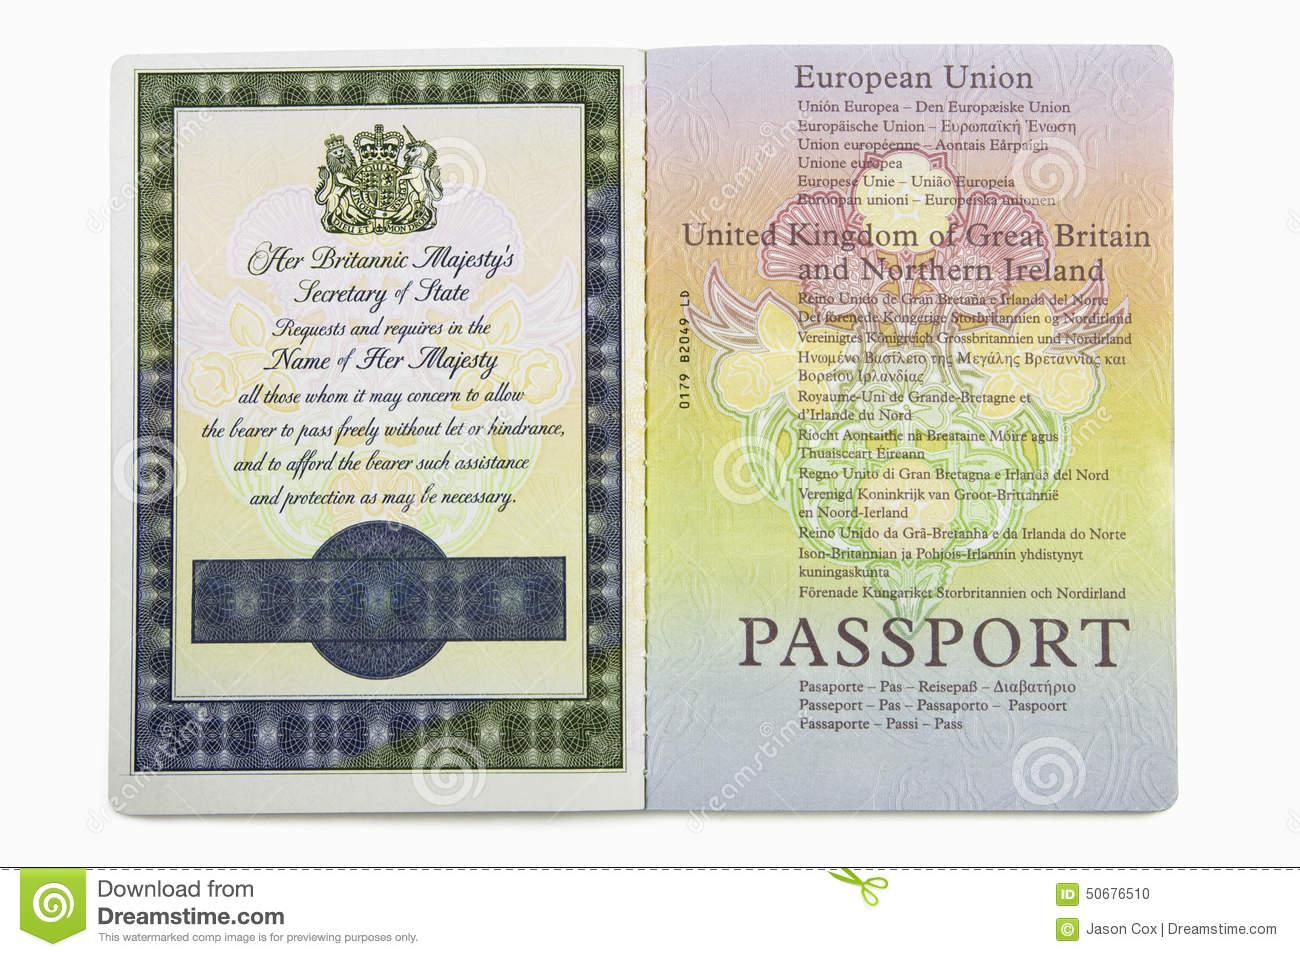 DIEU ET MON DROIT
Her Britannic Majesty's
Secretary of State
Requests and requires in the
Name of Her Majesty
all those whom it may concern to allow
the bearer to pass freely without let or hindrance,
and to afford the bearer such assistance
and protection as may be necessary.
0179 B2049 LD
European Union
Unión Europea – Den Europæiske Union
Europäische Union – Ευρωπαϊκή Ένωση
Union européenne – Aontais Eårpaigh
Unione europea
Europese Unie – União Europeía
Euroopan unioni – Europeiska unionen
United Kingdom of Great Britain
and Northern Ireland
Reino Unido de Gran Bretaña e Irlanda del Norte
Det forenede Kongerige Storbritannien og Nordirland
Vereinigtes Königreich Grossbritannien und Nordirland
Ηνωμένο Βασίλειο της Μεγάλης Βρεταννίας και
Βορείου Ιρλανδίας
Royaume-Uni de Grande-Bretagne et
d'Irlande du Nord
Ríocht Aontaithe na Breataine Móire agus
Thuaisceart Éireann
Regno Unito di Gran Bretagna e Irlanda del Nord
Verenigd Koninkrijk van Groot-Brittannië
en Noord-Ierland
Reino Unido da Grã-Bretanha e da Irlanda do Norte
Ison-Britannian ja Pohjois-Irlannin yhdistynyt
kuningaskunta
Förenade Kungariket Storbritannien och Nordirland
PASSPORT
Pasaporte – Pas – Reisepaß – Διαβατήριο
Passeport – Pas – Passaporto – Paspoort
Passaporte – Passi – Pass
Download from
Dreamstime.com
This watermarked comp image is for previewing purposes only.
ID 50676510
© Jason Cox | Dreamstime.com